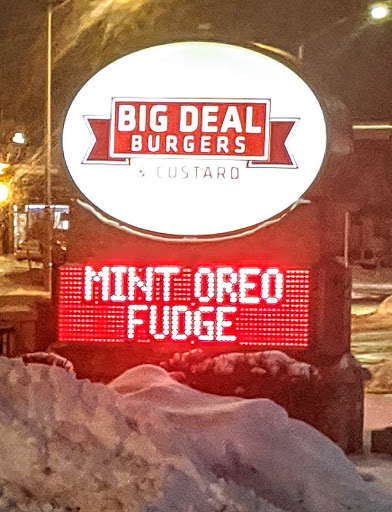 BIG DEAL
BURGERS
& CUSTARD
MINT OREO
FUDGE